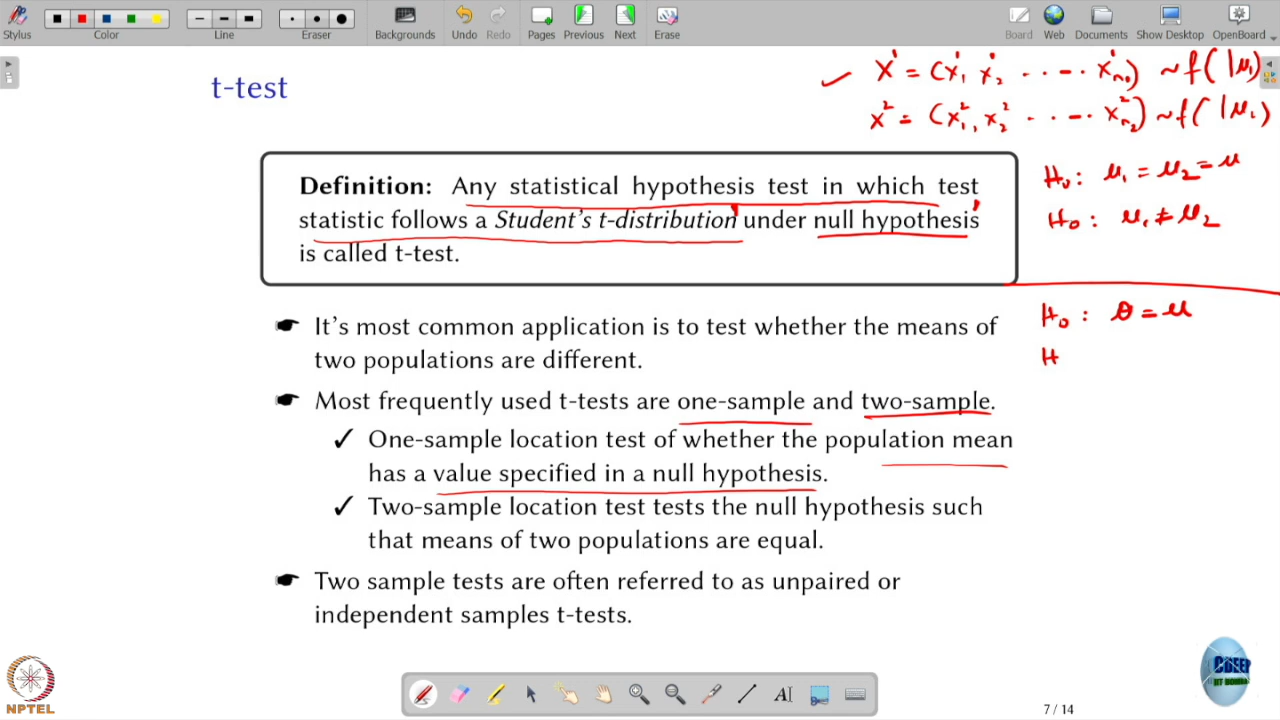 Stylus Color Line Eraser Backgrounds Undo Redo Pages Previous Next Erase Board Web Documents Show Desktop OpenBoard
t-test
x¹ = (x₁¹ x₂¹ ..... x¹ₙ₁) ~ f( |μ₁)
x² = (x₁², x₂² ..... x²ₙ₂) ~ f( |μ₁)
H₀ : μ₁ = μ₂ = μ
H₀ : μ₁ ≠ μ₂
Definition: Any statistical hypothesis test in which test
statistic follows a Student's t-distribution under null hypothesis
is called t-test.
H₀ : θ = μ
H
It's most common application is to test whether the means of
two populations are different.
Most frequently used t-tests are one-sample and two-sample.
✓ One-sample location test of whether the population mean
has a value specified in a null hypothesis.
✓ Two-sample location test tests the null hypothesis such
that means of two populations are equal.
Two sample tests are often referred to as unpaired or
independent samples t-tests.
NPTEL
CDEEP
IIT BOMBAY
7 / 14